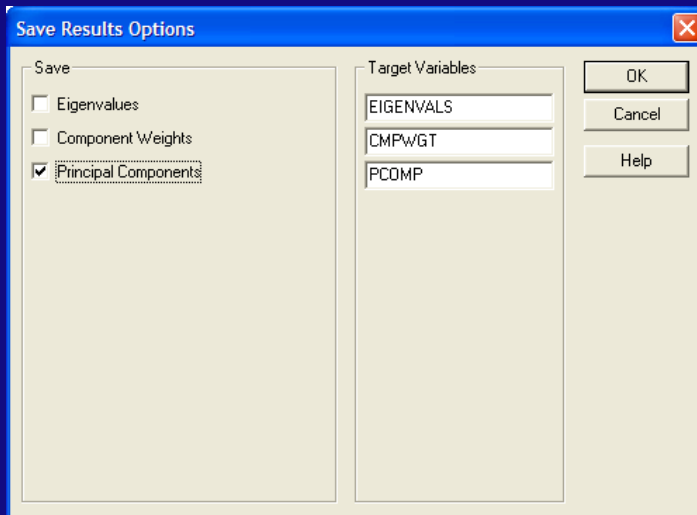 Save Results Options
Save
Eigenvalues
Component Weights
Principal Components
Target Variables
EIGENVALS
CMPWGT
PCOMP
OK
Cancel
Help